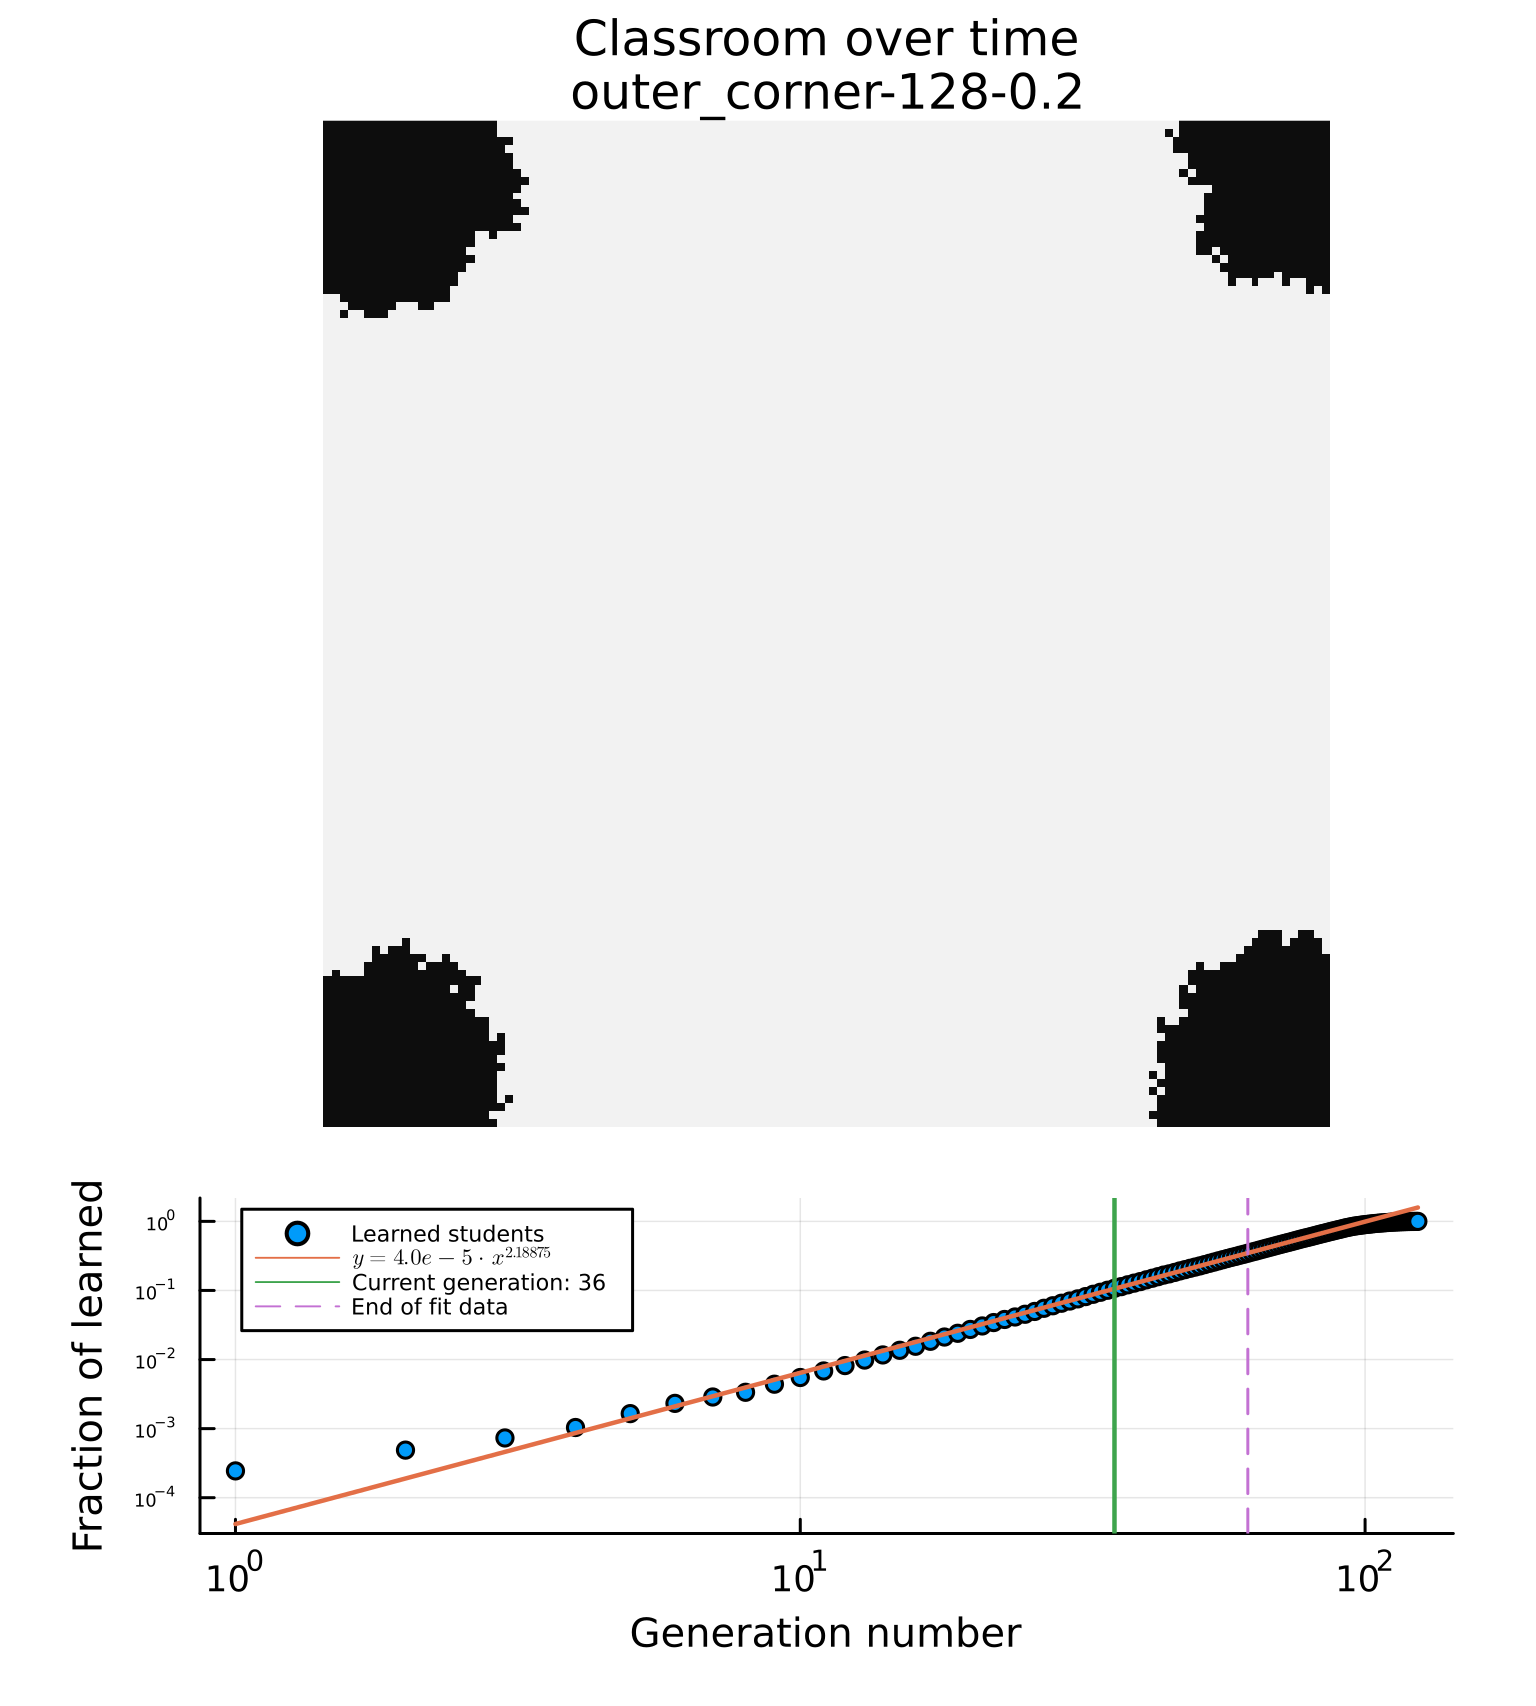 Classroom over time
outer_corner-128-0.2
Fraction of learned
10^0
10^−1
10^−2
10^−3
10^−4
Learned students
y = 4.0e − 5 · x^2.18875
Current generation: 36
End of fit data
10^0 10^1 10^2
Generation number